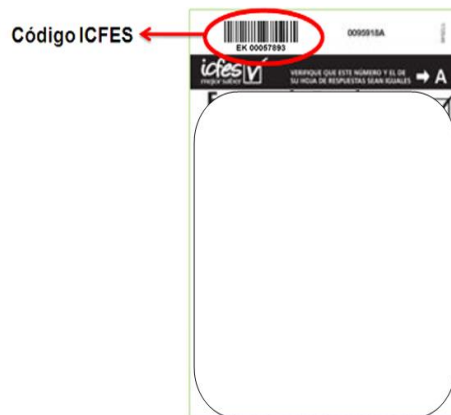 Código ICFES
EK 00057893
0095918A
icfes
mejor saber
VERIFIQUE QUE ESTE NÚMERO Y EL DE
SU HOJA DE RESPUESTAS SEAN IGUALES
A